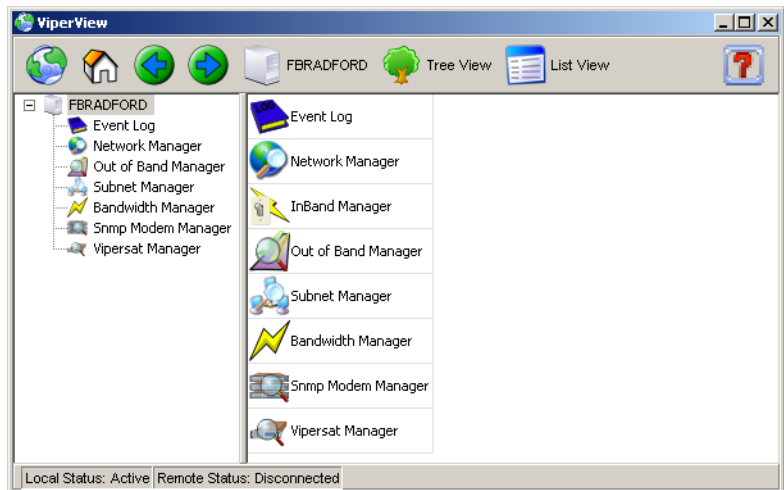 ViperView
FBRADFORD Tree View List View
FBRADFORD
Event Log
Network Manager
Out of Band Manager
Subnet Manager
Bandwidth Manager
Snmp Modem Manager
Vipersat Manager
LOG
Event Log
Network Manager
InBand Manager
Out of Band Manager
Subnet Manager
Bandwidth Manager
Snmp Modem Manager
Vipersat Manager
Local Status: Active Remote Status: Disconnected